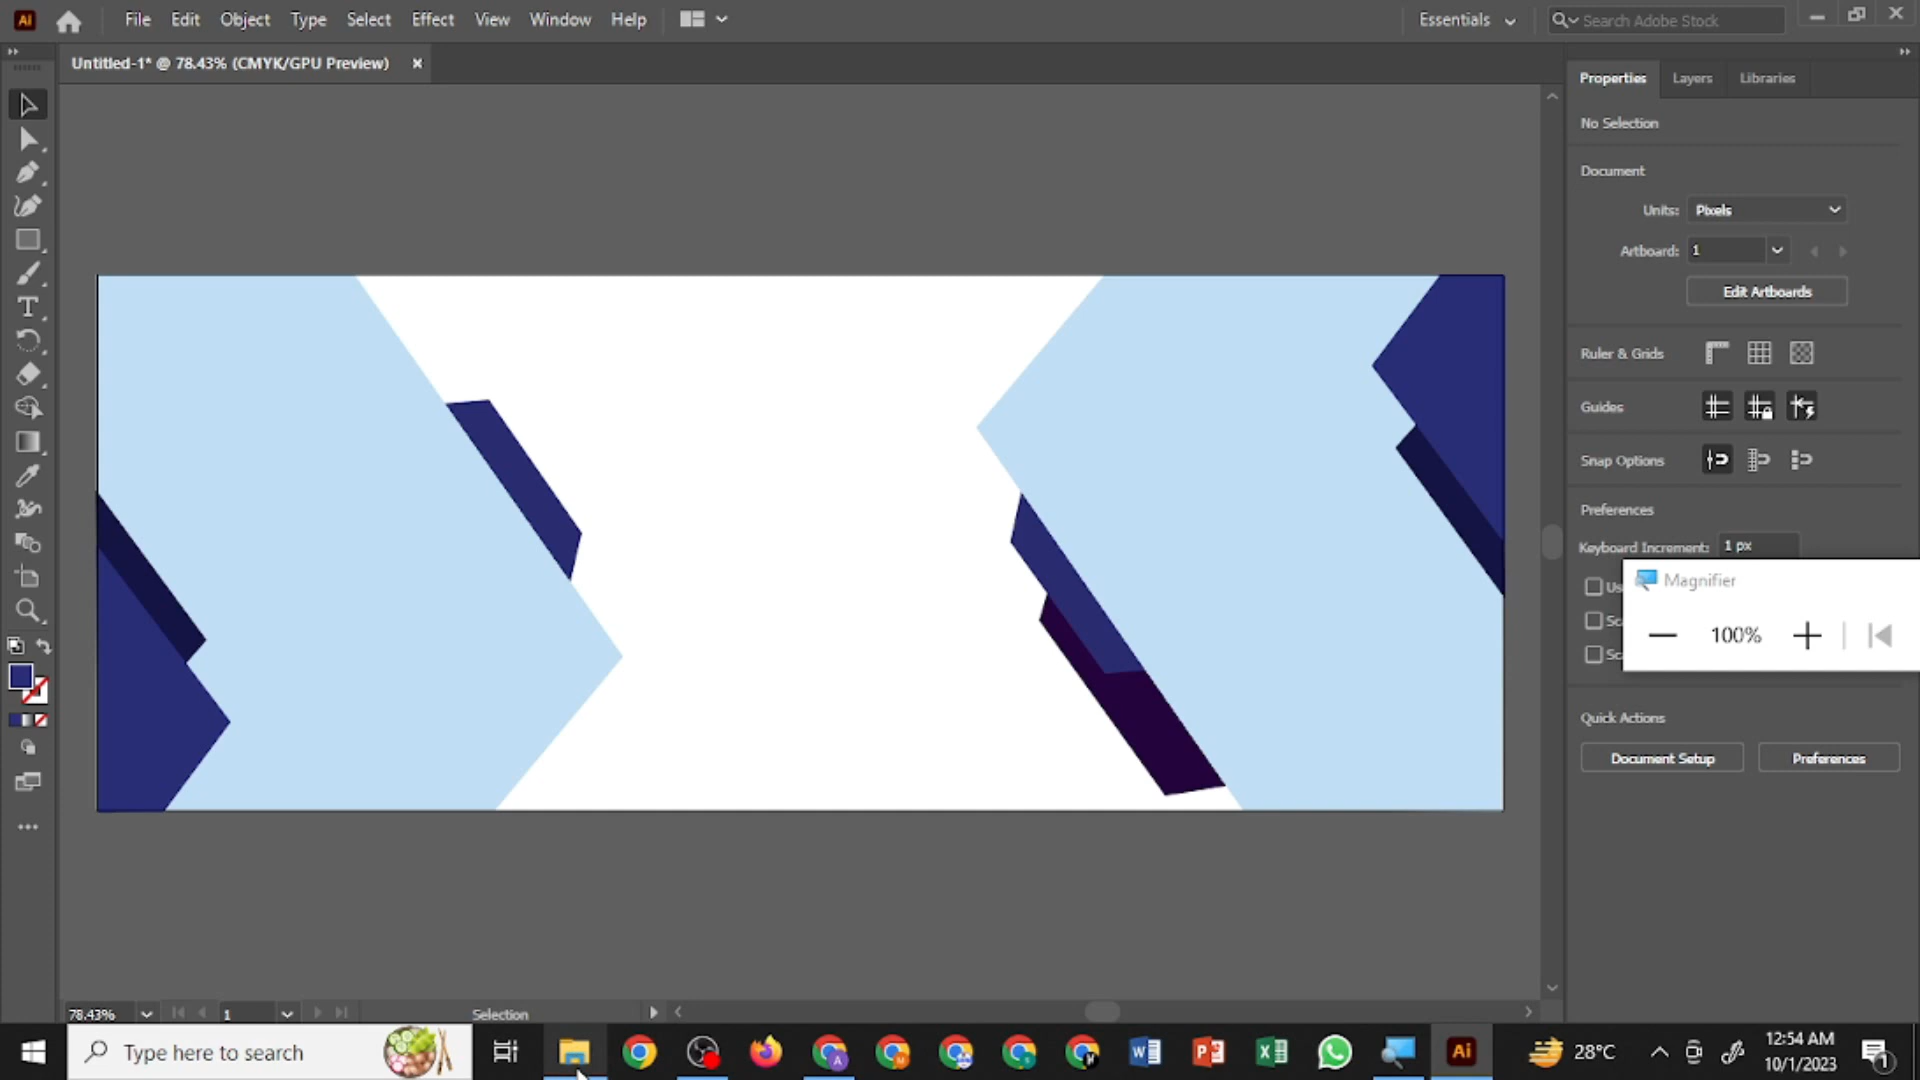 Ai File Edit Object Type Select Effect View Window Help Essentials Search Adobe Stock
Untitled-1* @ 78.43% (CMYK/GPU Preview) ×
Properties Layers Libraries
No Selection
Document
Units: Pixels
Artboard: 1
Edit Artboards
Ruler & Grids
Guides
Snap Options
Preferences
Keyboard Increment: 1 px
Magnifier
100%
Quick Actions
Document Setup Preferences
78.43% 1 Selection
Type here to search 28°C 12:54 AM
10/1/2023